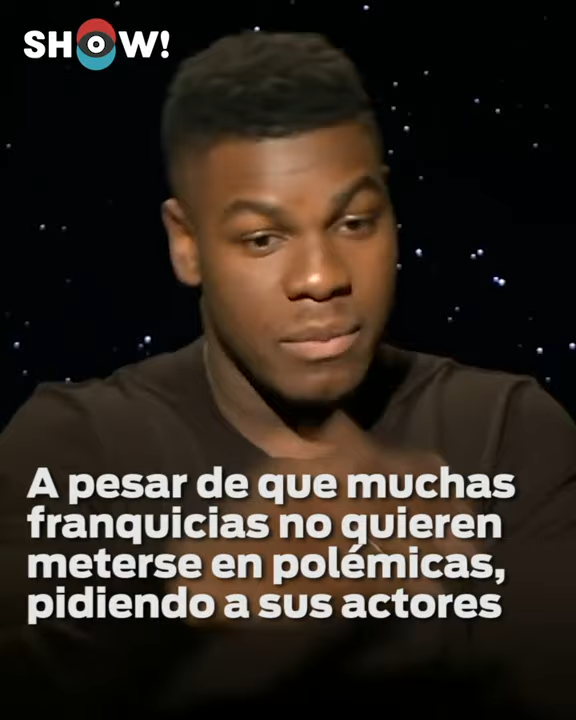 SHOW!
A pesar de que muchas
franquicias no quieren
meterse en polémicas,
pidiendo a sus actores